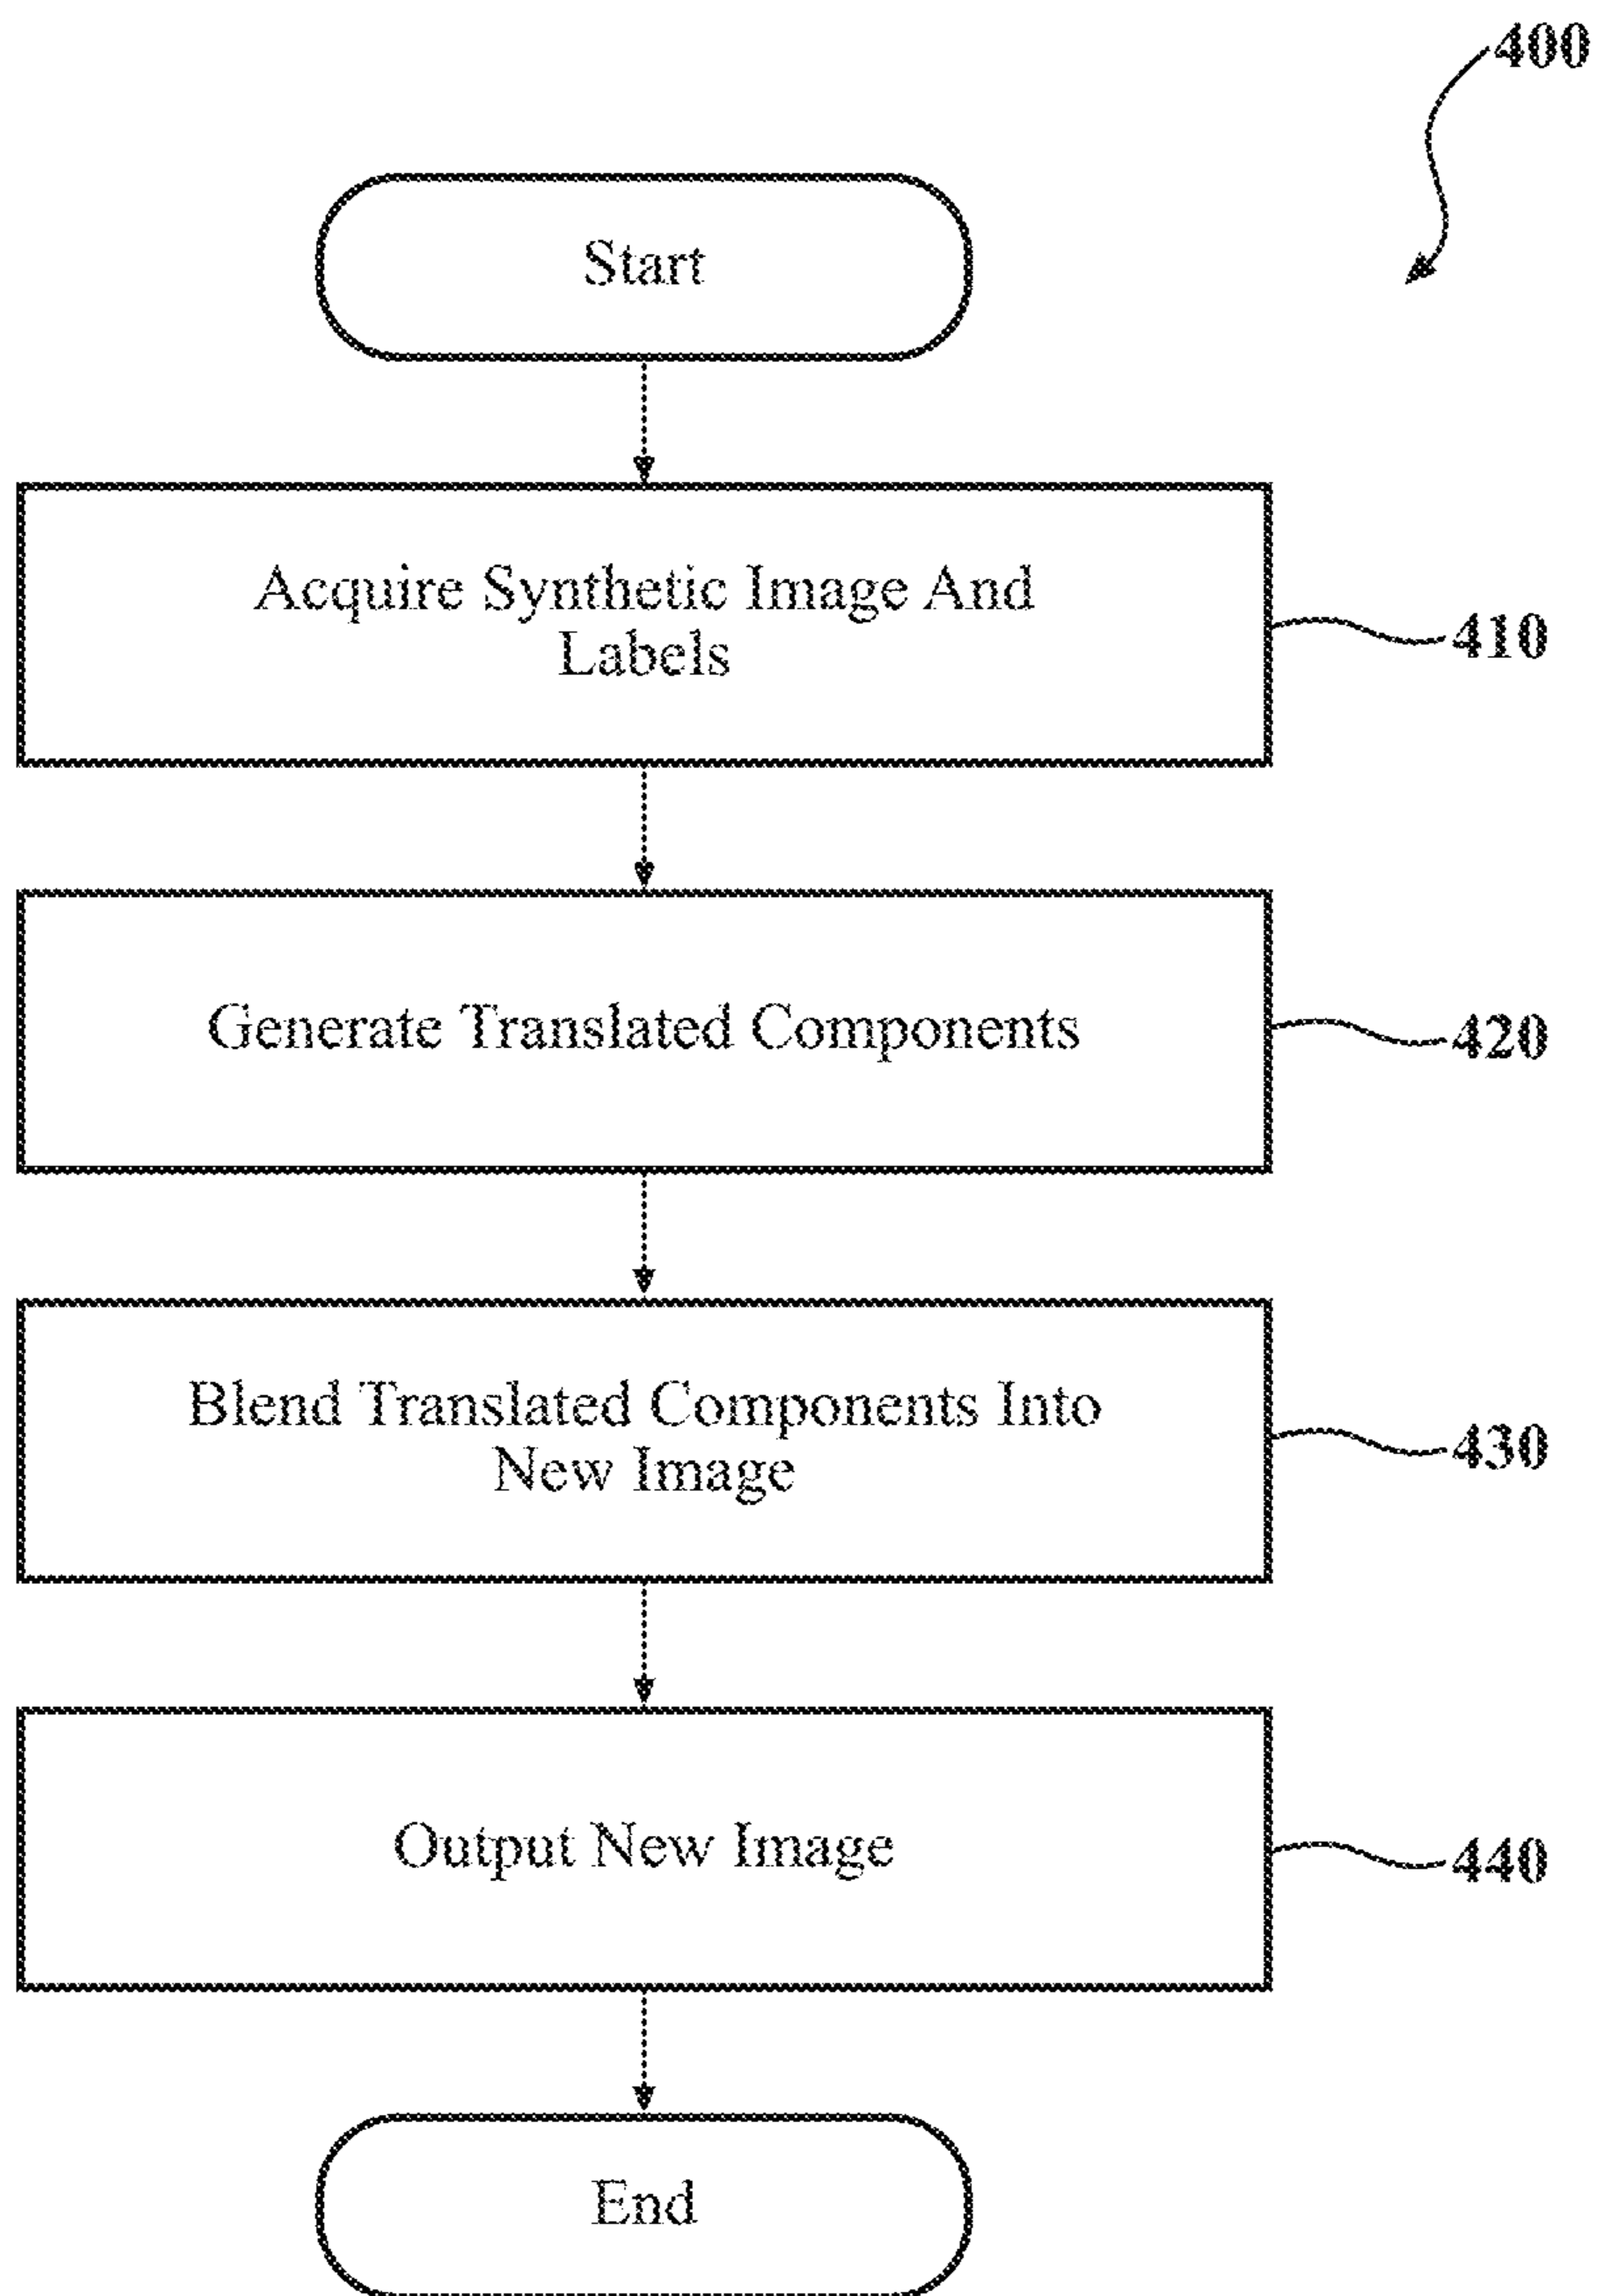 400
Start
Acquire Synthetic Image And
Labels
410
Generate Translated Components
420
Blend Translated Components Into
New Image
430
Output New Image
440
End